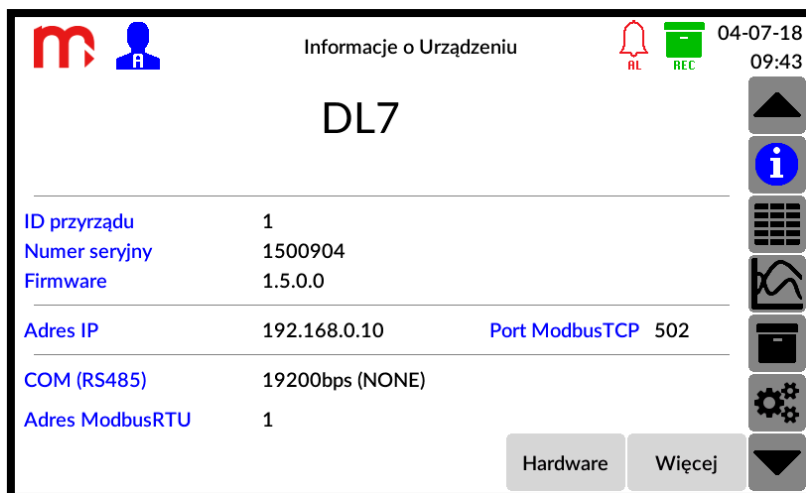 m
A
Informacje o Urządzeniu
AL
REC
04-07-18
09:43
DL7
i
ID przyrządu 1
Numer seryjny 1500904
Firmware 1.5.0.0
Adres IP 192.168.0.10 Port ModbusTCP 502
COM (RS485) 19200bps (NONE)
Adres ModbusRTU 1
Hardware Więcej